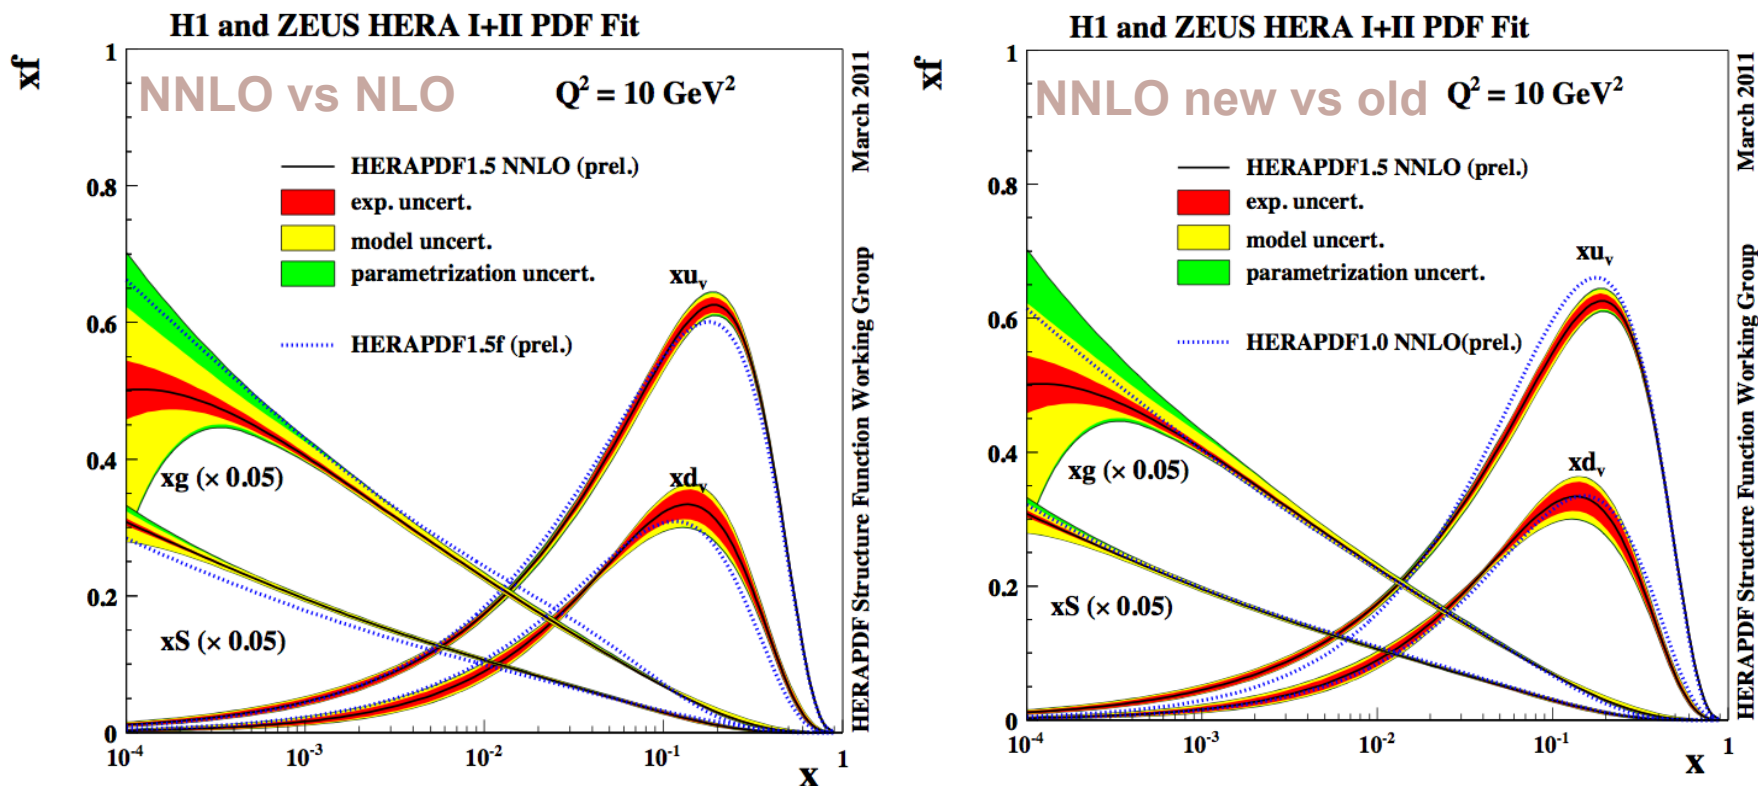 H1 and ZEUS HERA I+II PDF Fit
xf
1
0.8
0.6
0.4
0.2
0
NNLO vs NLO
Q² = 10 GeV²
HERAPDF1.5 NNLO (prel.)
exp. uncert.
model uncert.
parametrization uncert.
HERAPDF1.5f (prel.)
xuᵥ
xdᵥ
xg (× 0.05)
xS (× 0.05)
10⁻⁴
10⁻³
10⁻²
10⁻¹
1
x
HERAPDF Structure Function Working Group March 2011
H1 and ZEUS HERA I+II PDF Fit
xf
1
0.8
0.6
0.4
0.2
0
NNLO new vs old
Q² = 10 GeV²
HERAPDF1.5 NNLO (prel.)
exp. uncert.
model uncert.
parametrization uncert.
HERAPDF1.0 NNLO(prel.)
xuᵥ
xdᵥ
xg (× 0.05)
xS (× 0.05)
10⁻⁴
10⁻³
10⁻²
10⁻¹
1
x
HERAPDF Structure Function Working Group March 2011